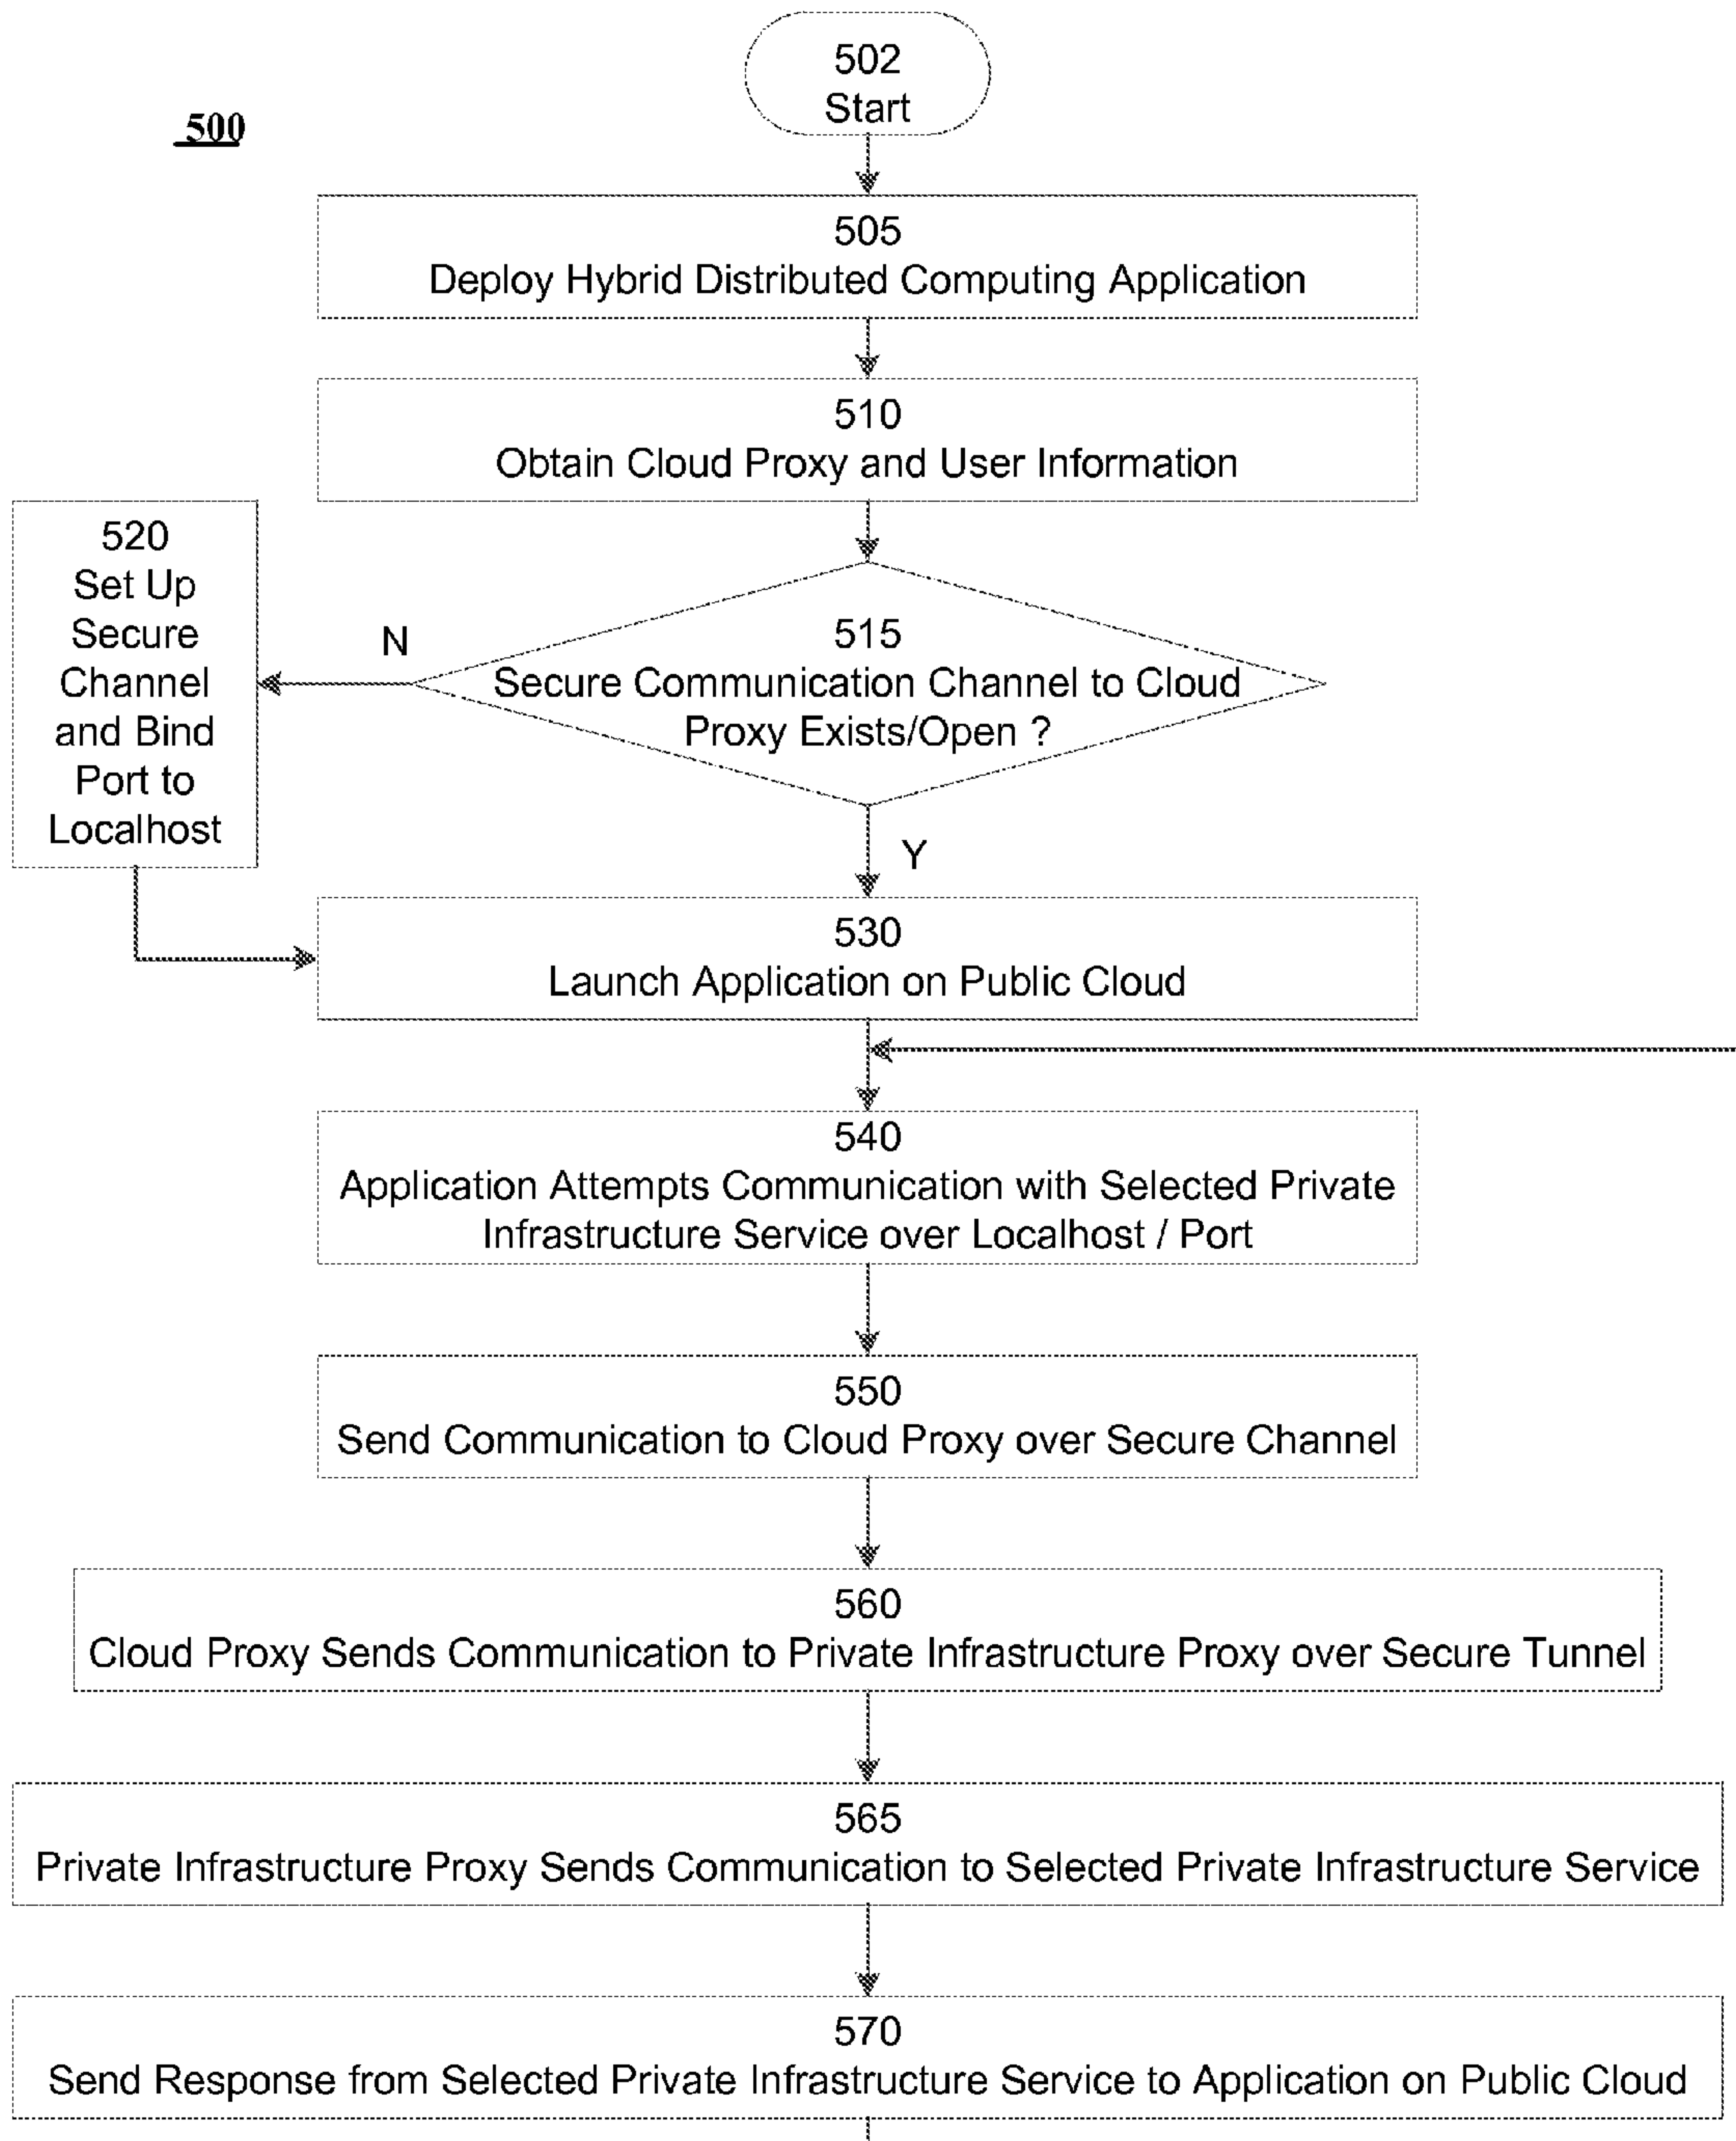 502
Start
500
505
Deploy Hybrid Distributed Computing Application
510
Obtain Cloud Proxy and User Information
520
Set Up
Secure
Channel
and Bind
Port to
Localhost
N
515
Secure Communication Channel to Cloud
Proxy Exists/Open ?
Y
530
Launch Application on Public Cloud
540
Application Attempts Communication with Selected Private
Infrastructure Service over Localhost / Port
550
Send Communication to Cloud Proxy over Secure Channel
560
Cloud Proxy Sends Communication to Private Infrastructure Proxy over Secure Tunnel
565
Private Infrastructure Proxy Sends Communication to Selected Private Infrastructure Service
570
Send Response from Selected Private Infrastructure Service to Application on Public Cloud